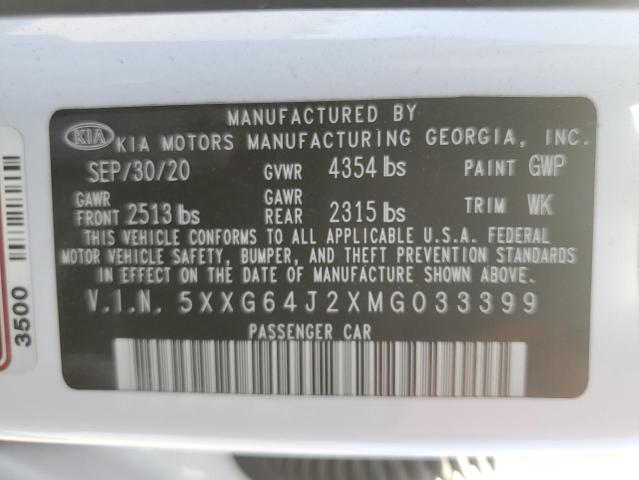 MANUFACTURED BY
KIA KIA MOTORS MANUFACTURING GEORGIA, INC.
SEP/30/20 GVWR 4354 lbs PAINT GWP
GAWR FRONT 2513 lbs GAWR REAR 2315 lbs TRIM WK
THIS VEHICLE CONFORMS TO ALL APPLICABLE U.S.A. FEDERAL
MOTOR VEHICLE SAFETY, BUMPER, AND THEFT PREVENTION STANDARDS
IN EFFECT ON THE DATE OF MANUFACTURE SHOWN ABOVE.
V.I.N. 5XXG64J2XMG033399
PASSENGER CAR
3500